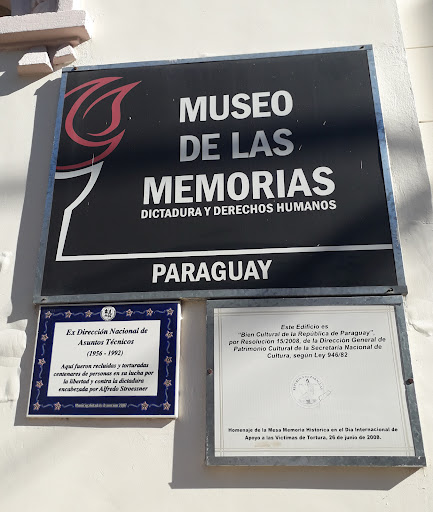 MUSEO
DE LAS
MEMORIAS
DICTADURA Y DERECHOS HUMANOS
PARAGUAY
Ex Dirección Nacional de
Asuntos Técnicos
(1956 - 1992)
Aquí fueron recluidos y torturadas
centenares de personas en su lucha por
la libertad y contra la dictadura
encabezada por Alfredo Stroessner
Este Edificio es
"Bien Cultural de la República de Paraguay",
por Resolución 15/2008, de la Dirección General de
Patrimonio Cultural de la Secretaría Nacional de
Cultura, según Ley 946/82
Homenaje de la Mesa Memoria Histórica en el Día Internacional de
Apoyo a las Víctimas de Tortura, 26 de junio de 2008.